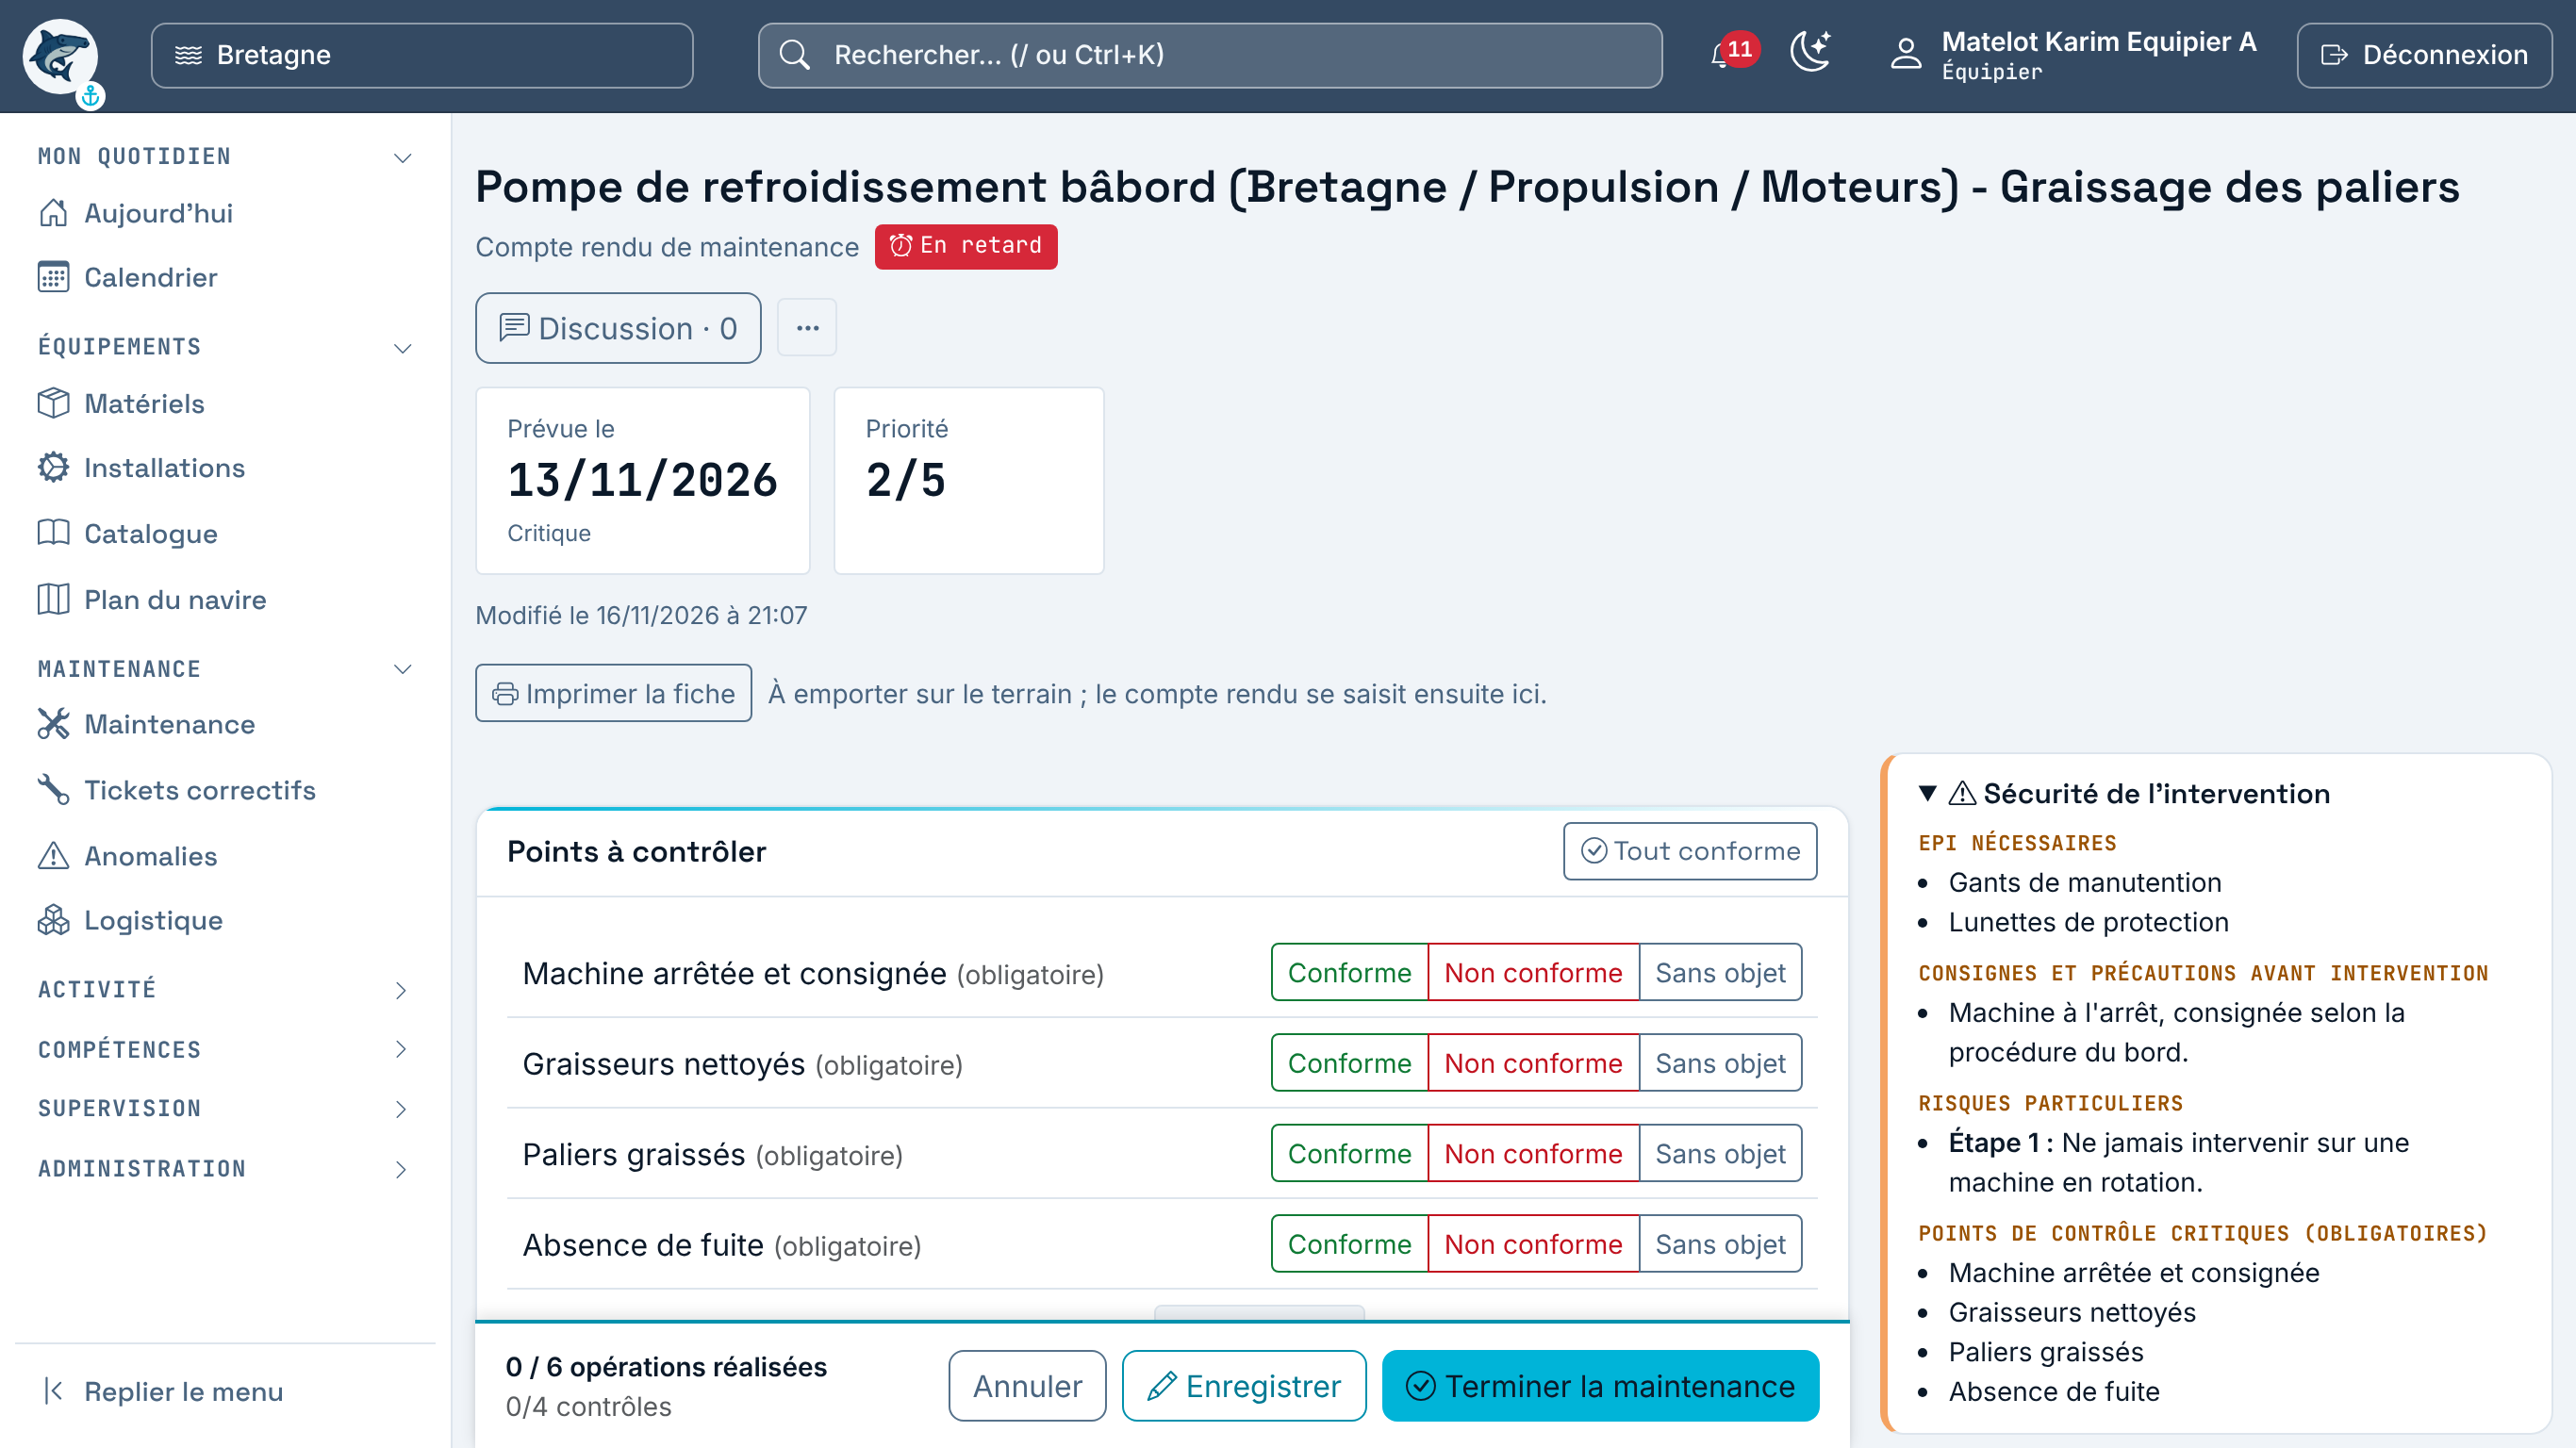 Bretagne
Rechercher... (/ ou Ctrl+K)
11
Matelot Karim Equipier A
Équipier
Déconnexion
MON QUOTIDIEN
Aujourd'hui
Calendrier
ÉQUIPEMENTS
Matériels
Installations
Catalogue
Plan du navire
MAINTENANCE
Maintenance
Tickets correctifs
Anomalies
Logistique
ACTIVITÉ
COMPÉTENCES
SUPERVISION
ADMINISTRATION
Replier le menu
Pompe de refroidissement bâbord (Bretagne / Propulsion / Moteurs) - Graissage des paliers
Compte rendu de maintenance
En retard
Discussion · 0
Prévue le
13/11/2026
Critique
Priorité
2/5
Modifié le 16/11/2026 à 21:07
Imprimer la fiche
À emporter sur le terrain ; le compte rendu se saisit ensuite ici.
Points à contrôler
Tout conforme
Machine arrêtée et consignée (obligatoire)
Conforme Non conforme Sans objet
Graisseurs nettoyés (obligatoire)
Conforme Non conforme Sans objet
Paliers graissés (obligatoire)
Conforme Non conforme Sans objet
Absence de fuite (obligatoire)
Conforme Non conforme Sans objet
0 / 6 opérations réalisées
0/4 contrôles
Annuler
Enregistrer
Terminer la maintenance
Sécurité de l'intervention
EPI NÉCESSAIRES
Gants de manutention
Lunettes de protection
CONSIGNES ET PRÉCAUTIONS AVANT INTERVENTION
Machine à l'arrêt, consignée selon la
procédure du bord.
RISQUES PARTICULIERS
Étape 1 : Ne jamais intervenir sur une
machine en rotation.
POINTS DE CONTRÔLE CRITIQUES (OBLIGATOIRES)
Machine arrêtée et consignée
Graisseurs nettoyés
Paliers graissés
Absence de fuite